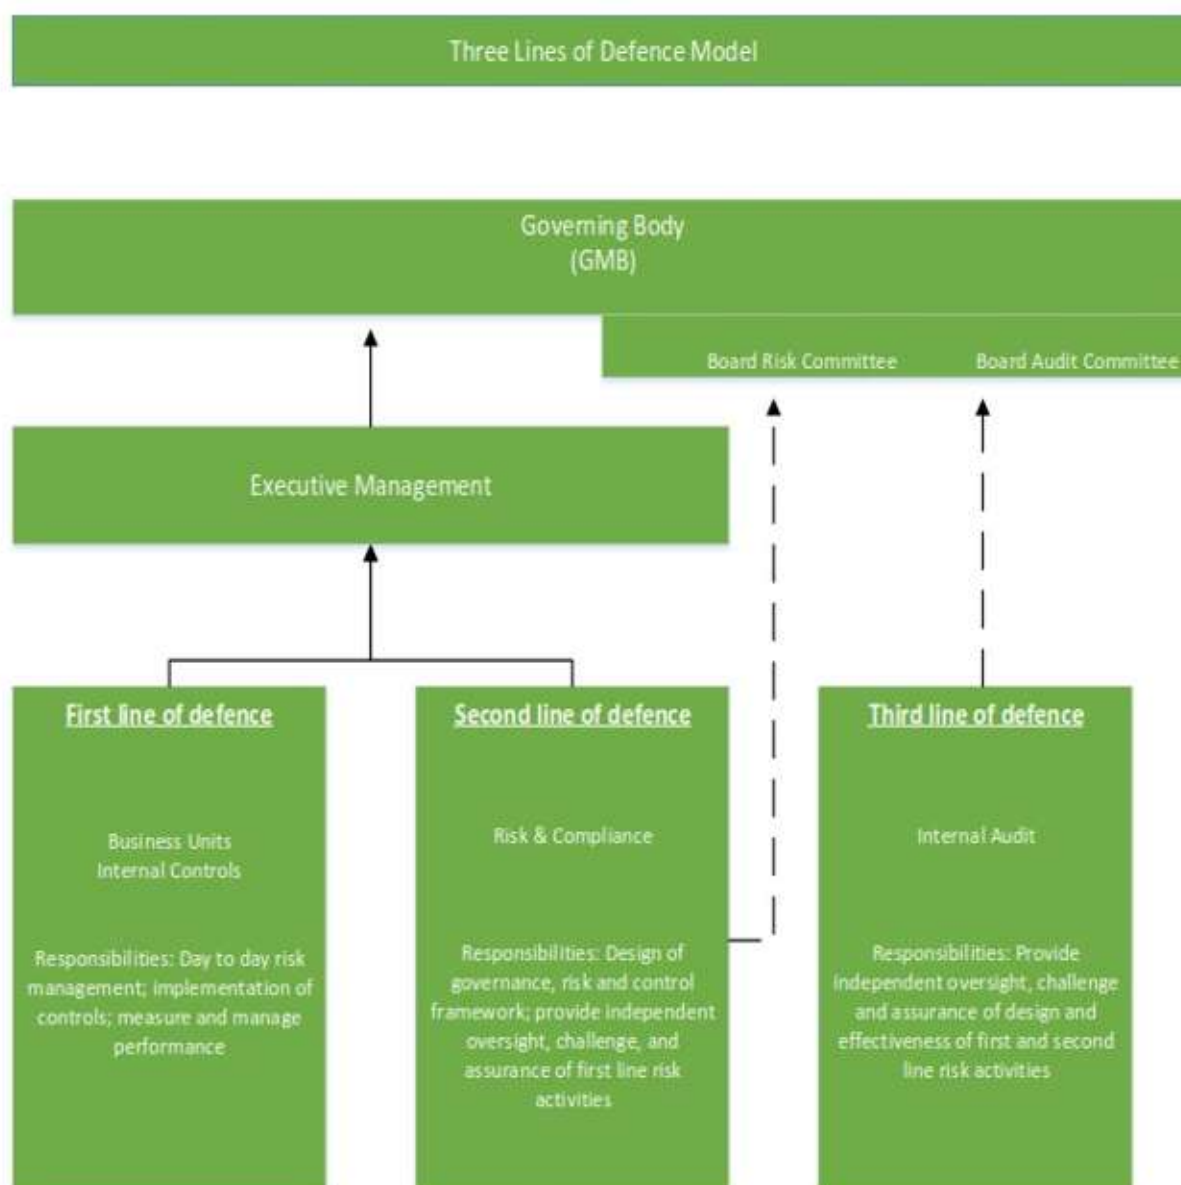 Three Lines of Defence Model
Governing Body
(GMB)
Board Risk Committee
Board Audit Committee
Executive Management
First line of defence
Business Units
Internal Controls
Responsibilities: Day to day risk
management; implementation of
controls; measure and manage
performance
Second line of defence
Risk & Compliance
Responsibilities: Design of
governance, risk and control
framework; provide independent
oversight, challenge, and
assurance of first line risk
activities
Third line of defence
Internal Audit
Responsibilities: Provide
independent oversight, challenge
and assurance of design and
effectiveness of first and second
line risk activities